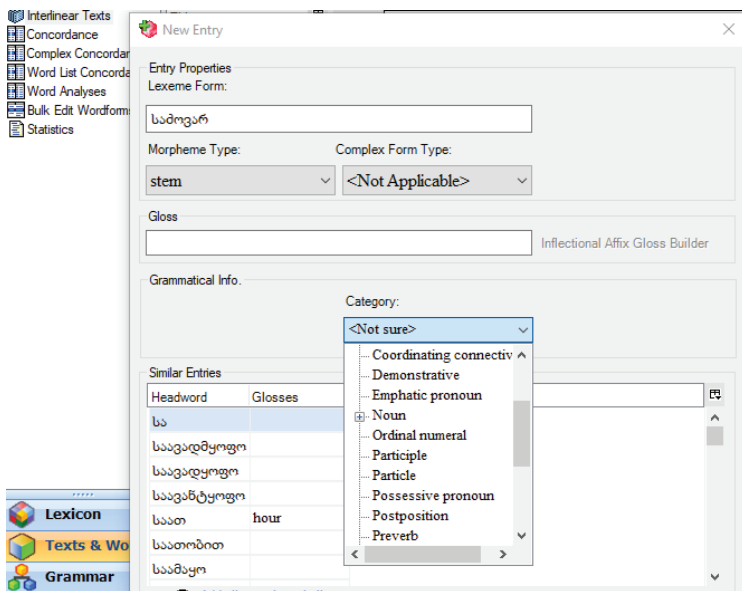 Interlinear Texts
Concordance
Complex Concordar
Word List Concorda
Word Analyses
Bulk Edit Wordform
Statistics
Lexicon
Texts & Wo
Grammar
New Entry
Entry Properties
Lexeme Form:
სამოვარ
Morpheme Type:
Complex Form Type:
stem
<Not Applicable>
Gloss
Inflectional Affix Gloss Builder
Grammatical Info.
Category:
<Not sure>
Coordinating connectiv
Demonstrative
Emphatic pronoun
Noun
Ordinal numeral
Participle
Particle
Possessive pronoun
Postposition
Preverb
Similar Entries
Headword Glosses
სა
საავადმყოფო
საავადყოფო
საავანტყოფო
საათ hour
საათობით
საამაყო